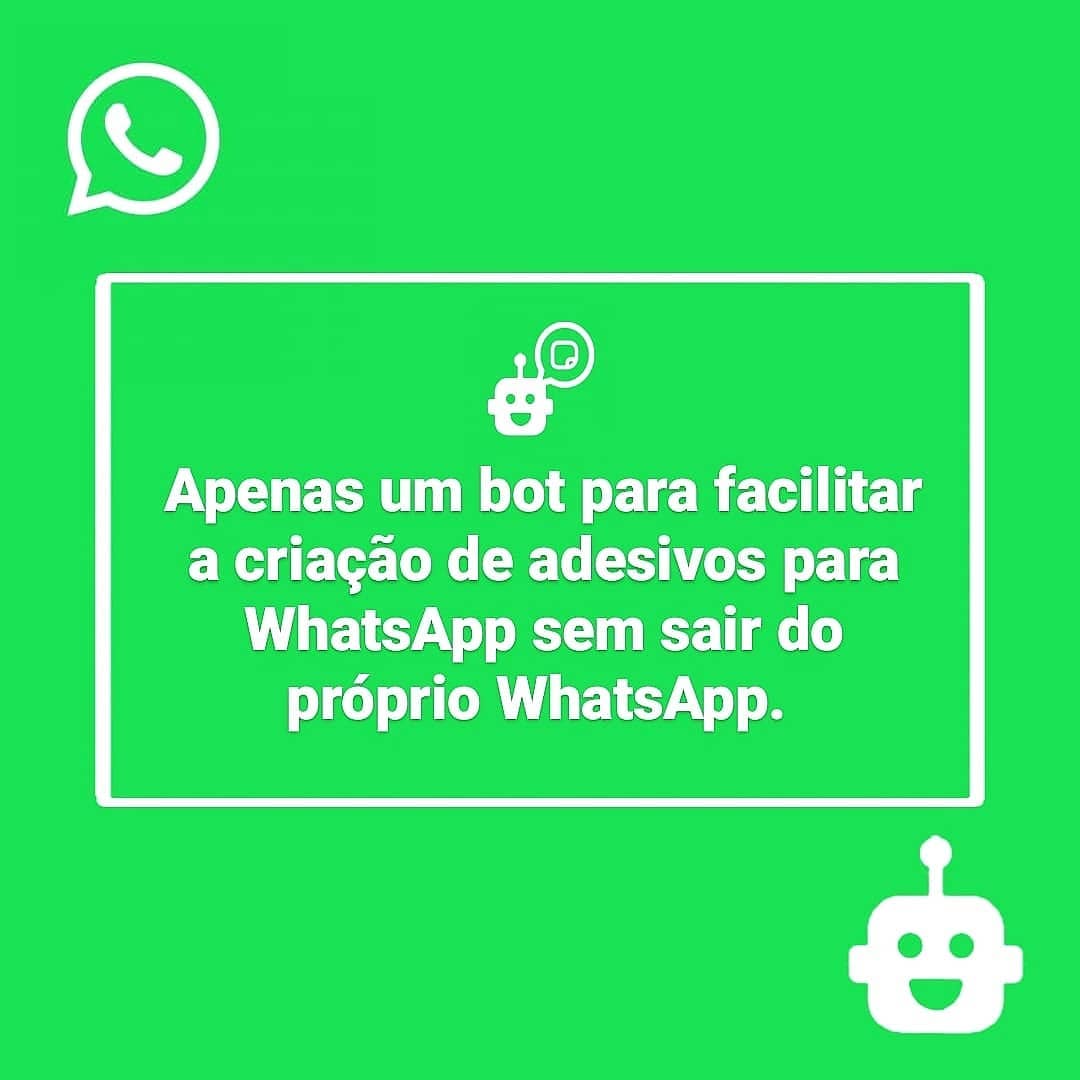 Apenas um bot para facilitar
a criação de adesivos para
WhatsApp sem sair do
próprio WhatsApp.